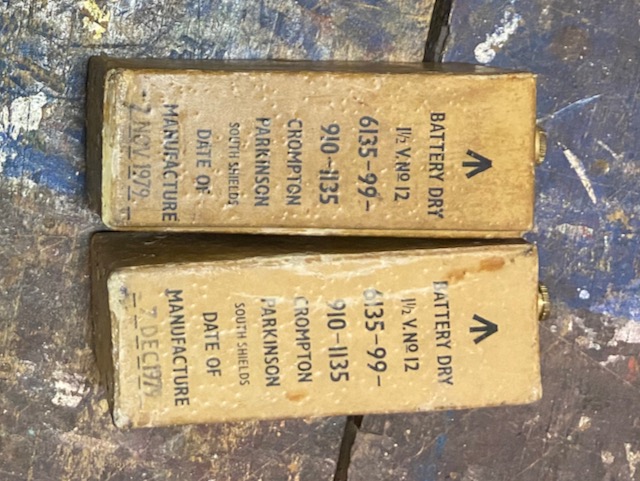 BATTERY DRY
1½ V. Nº 12
6135-99-
910-1135
CROMPTON
PARKINSON
SOUTH SHIELDS
DATE OF
MANUFACTURE
2 NOV 1979
BATTERY DRY
1½ V. Nº 12
6135-99-
910-1135
CROMPTON
PARKINSON
SOUTH SHIELDS
DATE OF
MANUFACTURE
7 DEC 1979